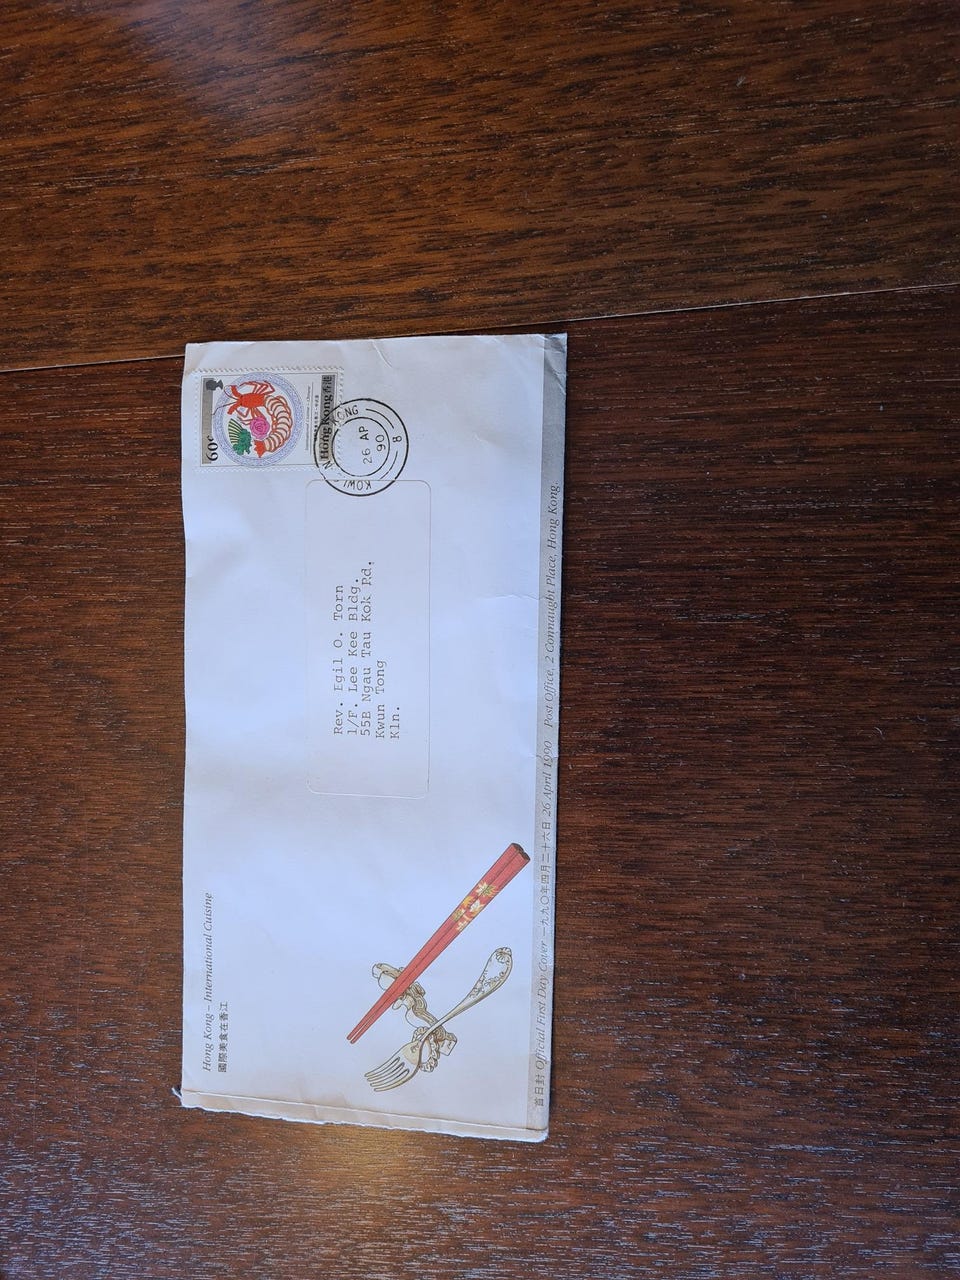 Hong Kong – International Cuisine
國際美食在香江
60c
Hong Kong 香港
KONG
26 AP
90
8
Rev. Egil O. Torn
1/F. Lee Kee Bldg.
55B Ngau Tau Kok Rd.
Kwun Tong
Kln.
首日封 Official First Day Cover 一九九〇年四月二十六日 26 April 1990 Post Office, 2 Connaught Place, Hong Kong.